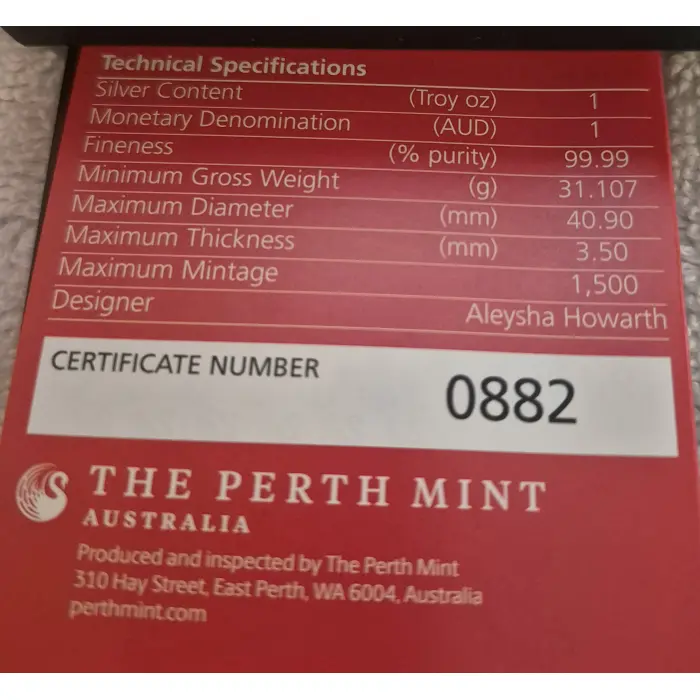 Technical Specifications
Silver Content (Troy oz) 1
Monetary Denomination (AUD) 1
Fineness (% purity) 99.99
Minimum Gross Weight (g) 31.107
Maximum Diameter (mm) 40.90
Maximum Thickness (mm) 3.50
Maximum Mintage 1,500
Designer Aleysha Howarth
CERTIFICATE NUMBER 0882
THE PERTH MINT
AUSTRALIA
Produced and inspected by The Perth Mint
310 Hay Street, East Perth, WA 6004, Australia
perthmint.com